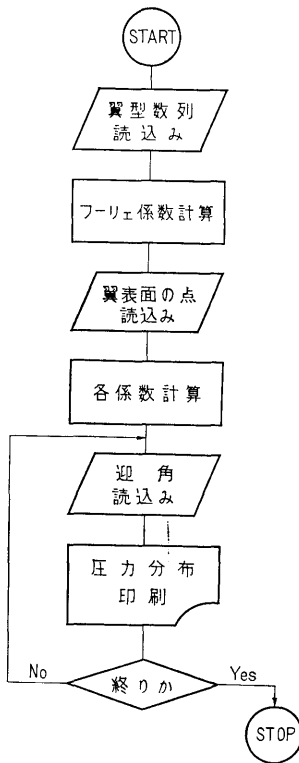 START
翼型数列
読込み
フーリェ係数計算
翼表面の点
読込み
各係数計算
迎角
読込み
圧力分布
印刷
No
終りか
Yes
STOP